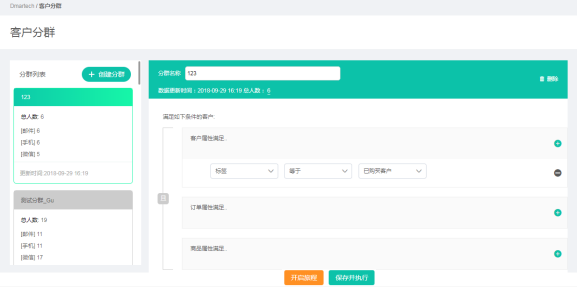 Dmartech / 客户分群
客户分群
分群列表
+ 创建分群
123
总人数: 6
[邮件] 6
[手机] 6
[微信] 5
更新时间:2018-09-29 16:19
测试分群_Gu
总人数: 19
[邮件] 11
[手机] 11
[微信] 17
分群名称 123
数据更新时间：2018-09-29 16:19 总人数： 6
删除
满足如下条件的客户:
客户属性满足..
标签 等于 已购买客户
且
订单属性满足..
商品属性满足..
开启旅程 保存并执行